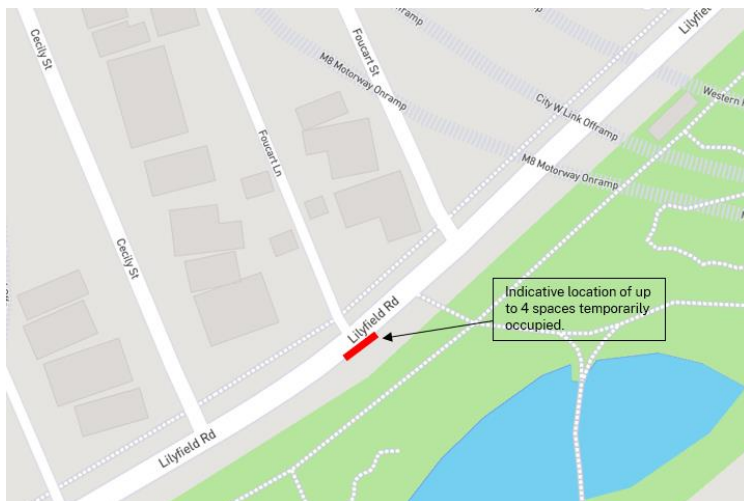 Lilyfield Rd
Cecily St
Foucart St
M8 Motorway Onramp
City W Link Offramp
Foucart Ln
M8 Motorway Onramp
Cecily St
Indicative location of up
to 4 spaces temporarily
occupied.
Lilyfield Rd
Lilyfield Rd